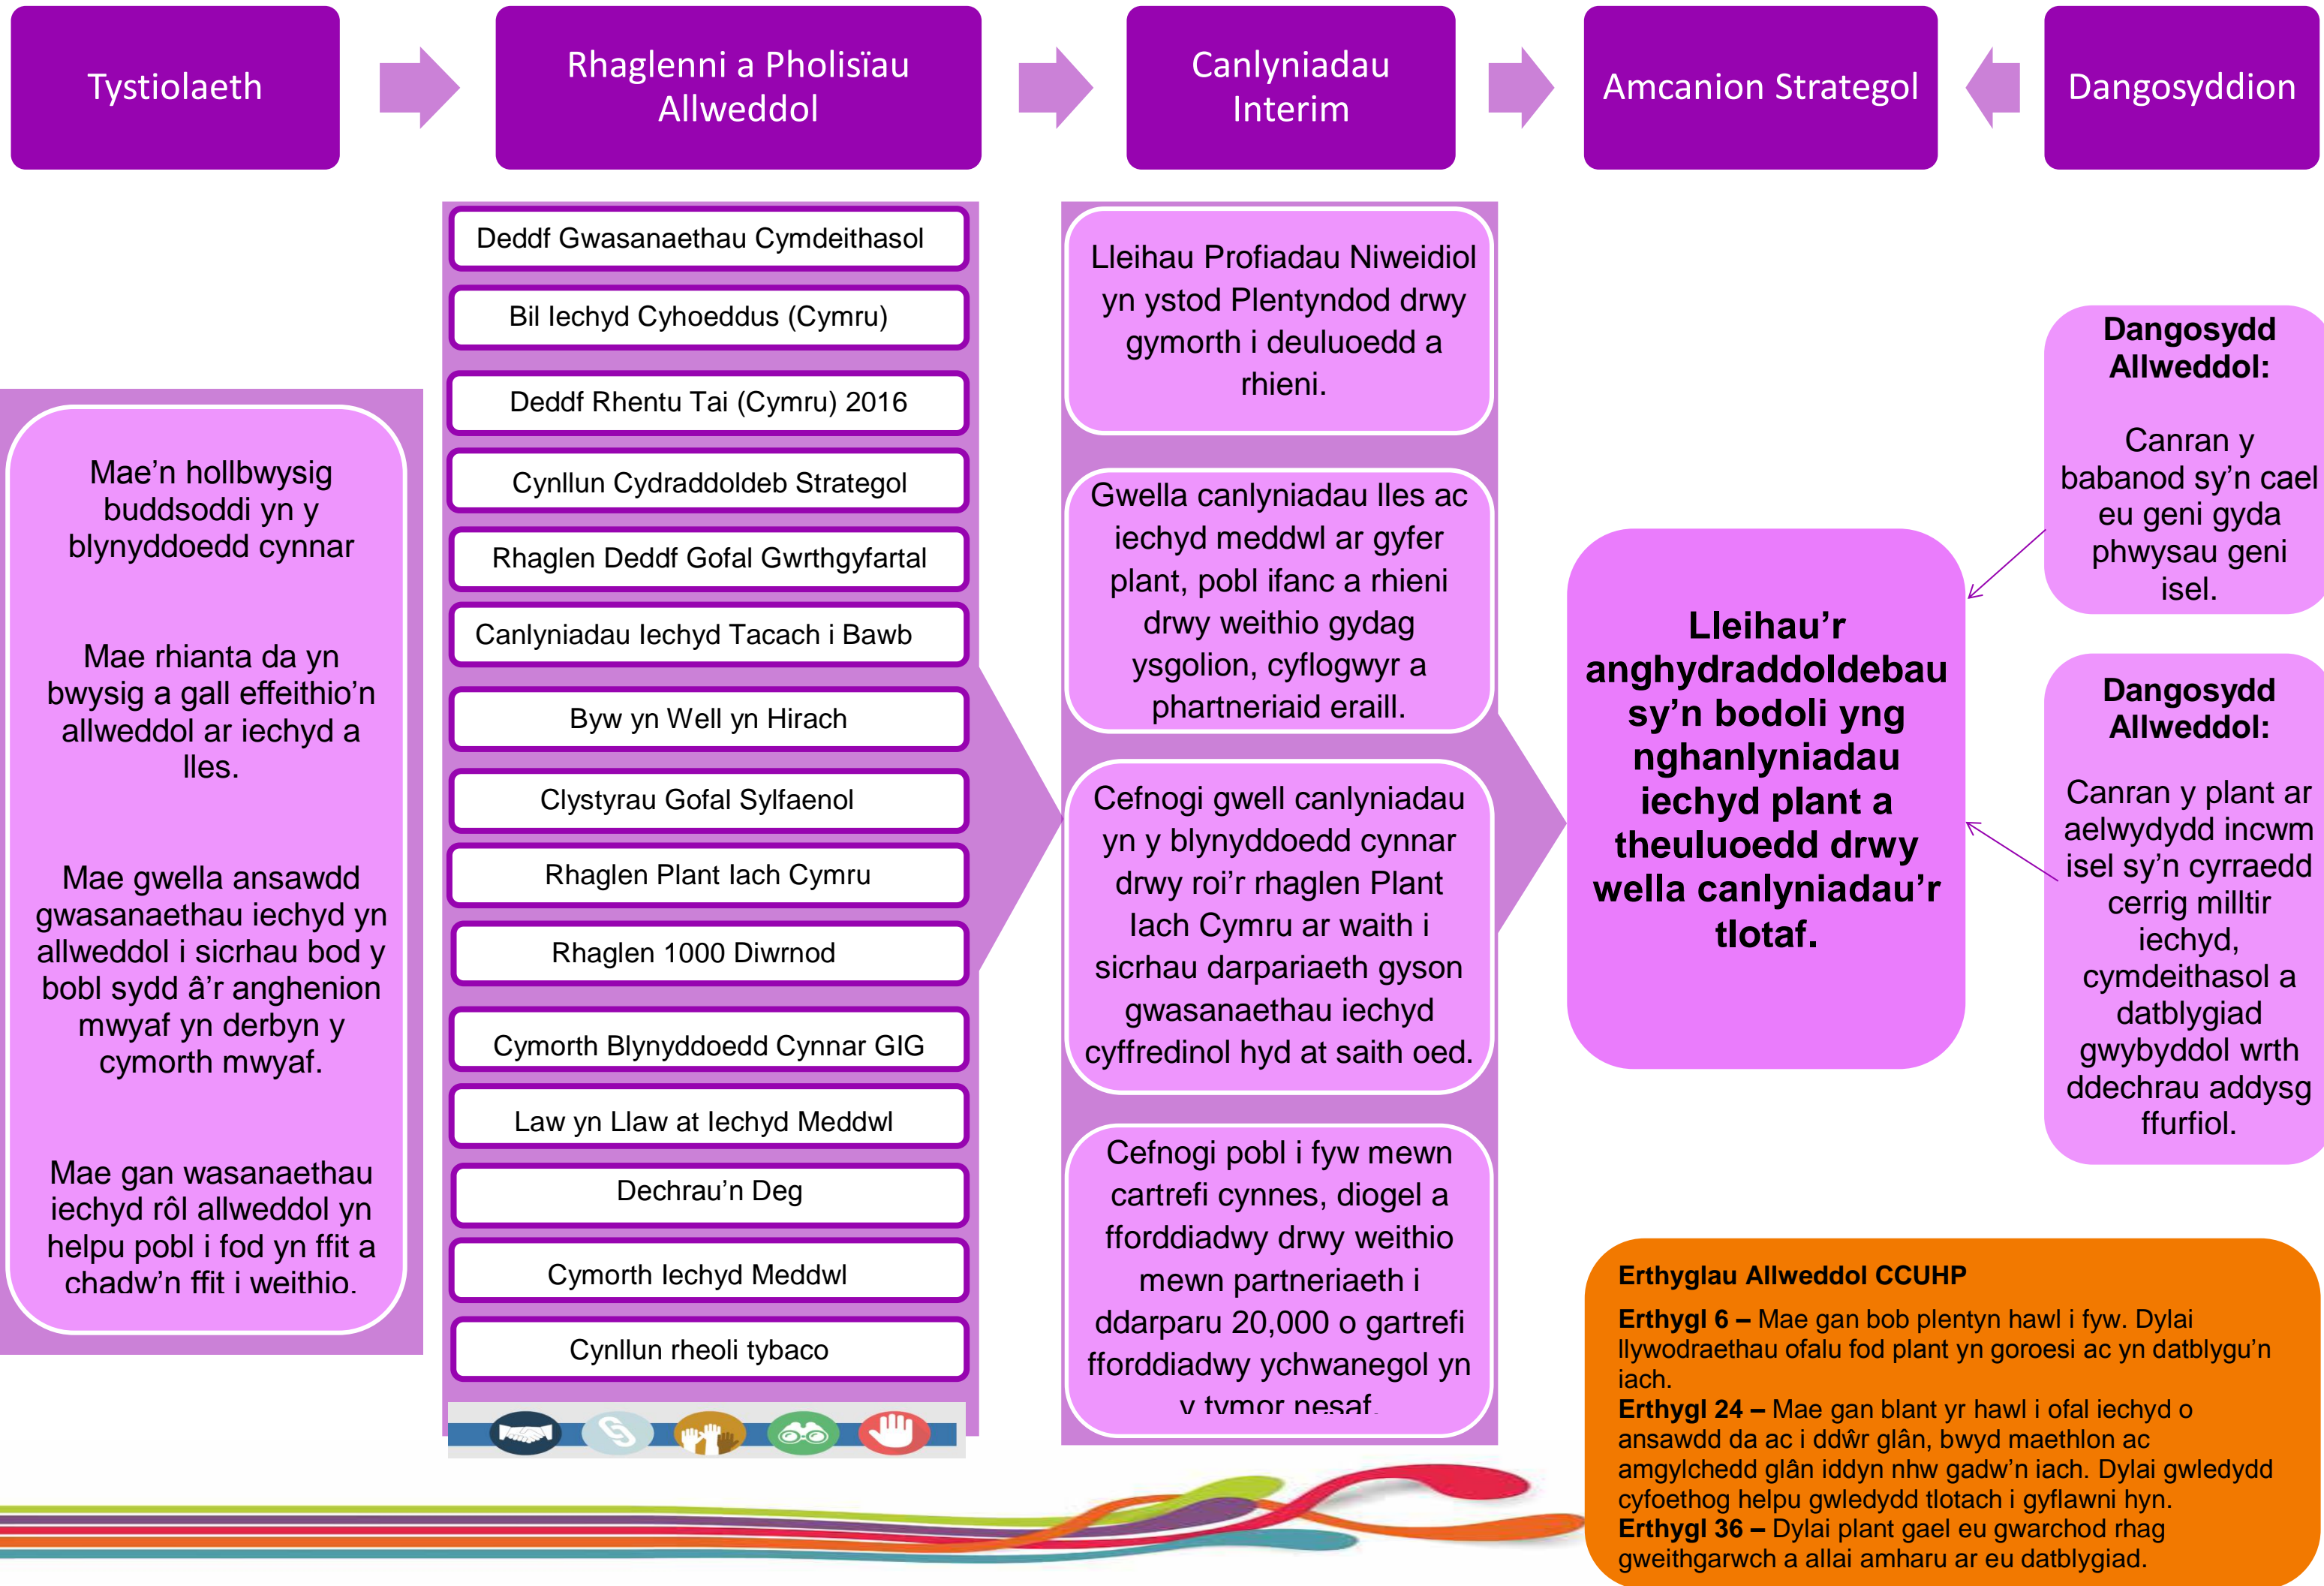 Tystiolaeth
Rhaglenni a Pholisïau
Allweddol
Canlyniadau
Interim
Amcanion Strategol
Dangosyddion
Mae’n hollbwysig
buddsoddi yn y
blynyddoedd cynnar
Mae rhianta da yn
bwysig a gall effeithio’n
allweddol ar iechyd a
lles.
Mae gwella ansawdd
gwasanaethau iechyd yn
allweddol i sicrhau bod y
bobl sydd â’r anghenion
mwyaf yn derbyn y
cymorth mwyaf.
Mae gan wasanaethau
iechyd rôl allweddol yn
helpu pobl i fod yn ffit a
chadw’n ffit i weithio.
Deddf Gwasanaethau Cymdeithasol
Bil Iechyd Cyhoeddus (Cymru)
Deddf Rhentu Tai (Cymru) 2016
Cynllun Cydraddoldeb Strategol
Rhaglen Deddf Gofal Gwrthgyfartal
Canlyniadau Iechyd Tacach i Bawb
Byw yn Well yn Hirach
Clystyrau Gofal Sylfaenol
Rhaglen Plant Iach Cymru
Rhaglen 1000 Diwrnod
Cymorth Blynyddoedd Cynnar GIG
Law yn Llaw at Iechyd Meddwl
Dechrau’n Deg
Cymorth Iechyd Meddwl
Cynllun rheoli tybaco
Lleihau Profiadau Niweidiol
yn ystod Plentyndod drwy
gymorth i deuluoedd a
rhieni.
Gwella canlyniadau lles ac
iechyd meddwl ar gyfer
plant, pobl ifanc a rhieni
drwy weithio gydag
ysgolion, cyflogwyr a
phartneriaid eraill.
Cefnogi gwell canlyniadau
yn y blynyddoedd cynnar
drwy roi’r rhaglen Plant
Iach Cymru ar waith i
sicrhau darpariaeth gyson
gwasanaethau iechyd
cyffredinol hyd at saith oed.
Cefnogi pobl i fyw mewn
cartrefi cynnes, diogel a
fforddiadwy drwy weithio
mewn partneriaeth i
ddarparu 20,000 o gartrefi
fforddiadwy ychwanegol yn
y tymor nesaf.
Lleihau’r
anghydraddoldebau
sy’n bodoli yng
nghanlyniadau
iechyd plant a
theuluoedd drwy
wella canlyniadau’r
tlotaf.
Dangosydd
Allweddol:
Canran y
babanod sy’n cael
eu geni gyda
phwysau geni
isel.
Dangosydd
Allweddol:
Canran y plant ar
aelwydydd incwm
isel sy’n cyrraedd
cerrig milltir
iechyd,
cymdeithasol a
datblygiad
gwybyddol wrth
ddechrau addysg
ffurfiol.
Erthyglau Allweddol CCUHP
Erthygl 6 – Mae gan bob plentyn hawl i fyw. Dylai
llywodraethau ofalu fod plant yn goroesi ac yn datblygu’n
iach.
Erthygl 24 – Mae gan blant yr hawl i ofal iechyd o
ansawdd da ac i ddŵr glân, bwyd maethlon ac
amgylchedd glân iddyn nhw gadw’n iach. Dylai gwledydd
cyfoethog helpu gwledydd tlotach i gyflawni hyn.
Erthygl 36 – Dylai plant gael eu gwarchod rhag
gweithgarwch a allai amharu ar eu datblygiad.